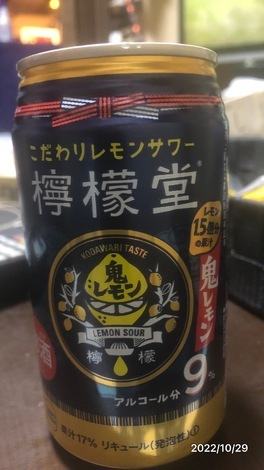 こだわりレモンサワー
檸檬堂
レモン
1.5個分
の果汁
鬼レモン
KODAWARI TASTE
鬼
レモン
LEMON SOUR
檸 檬
アルコール分
9%
酒
果汁17% リキュール(発泡性)①
2022/10/29